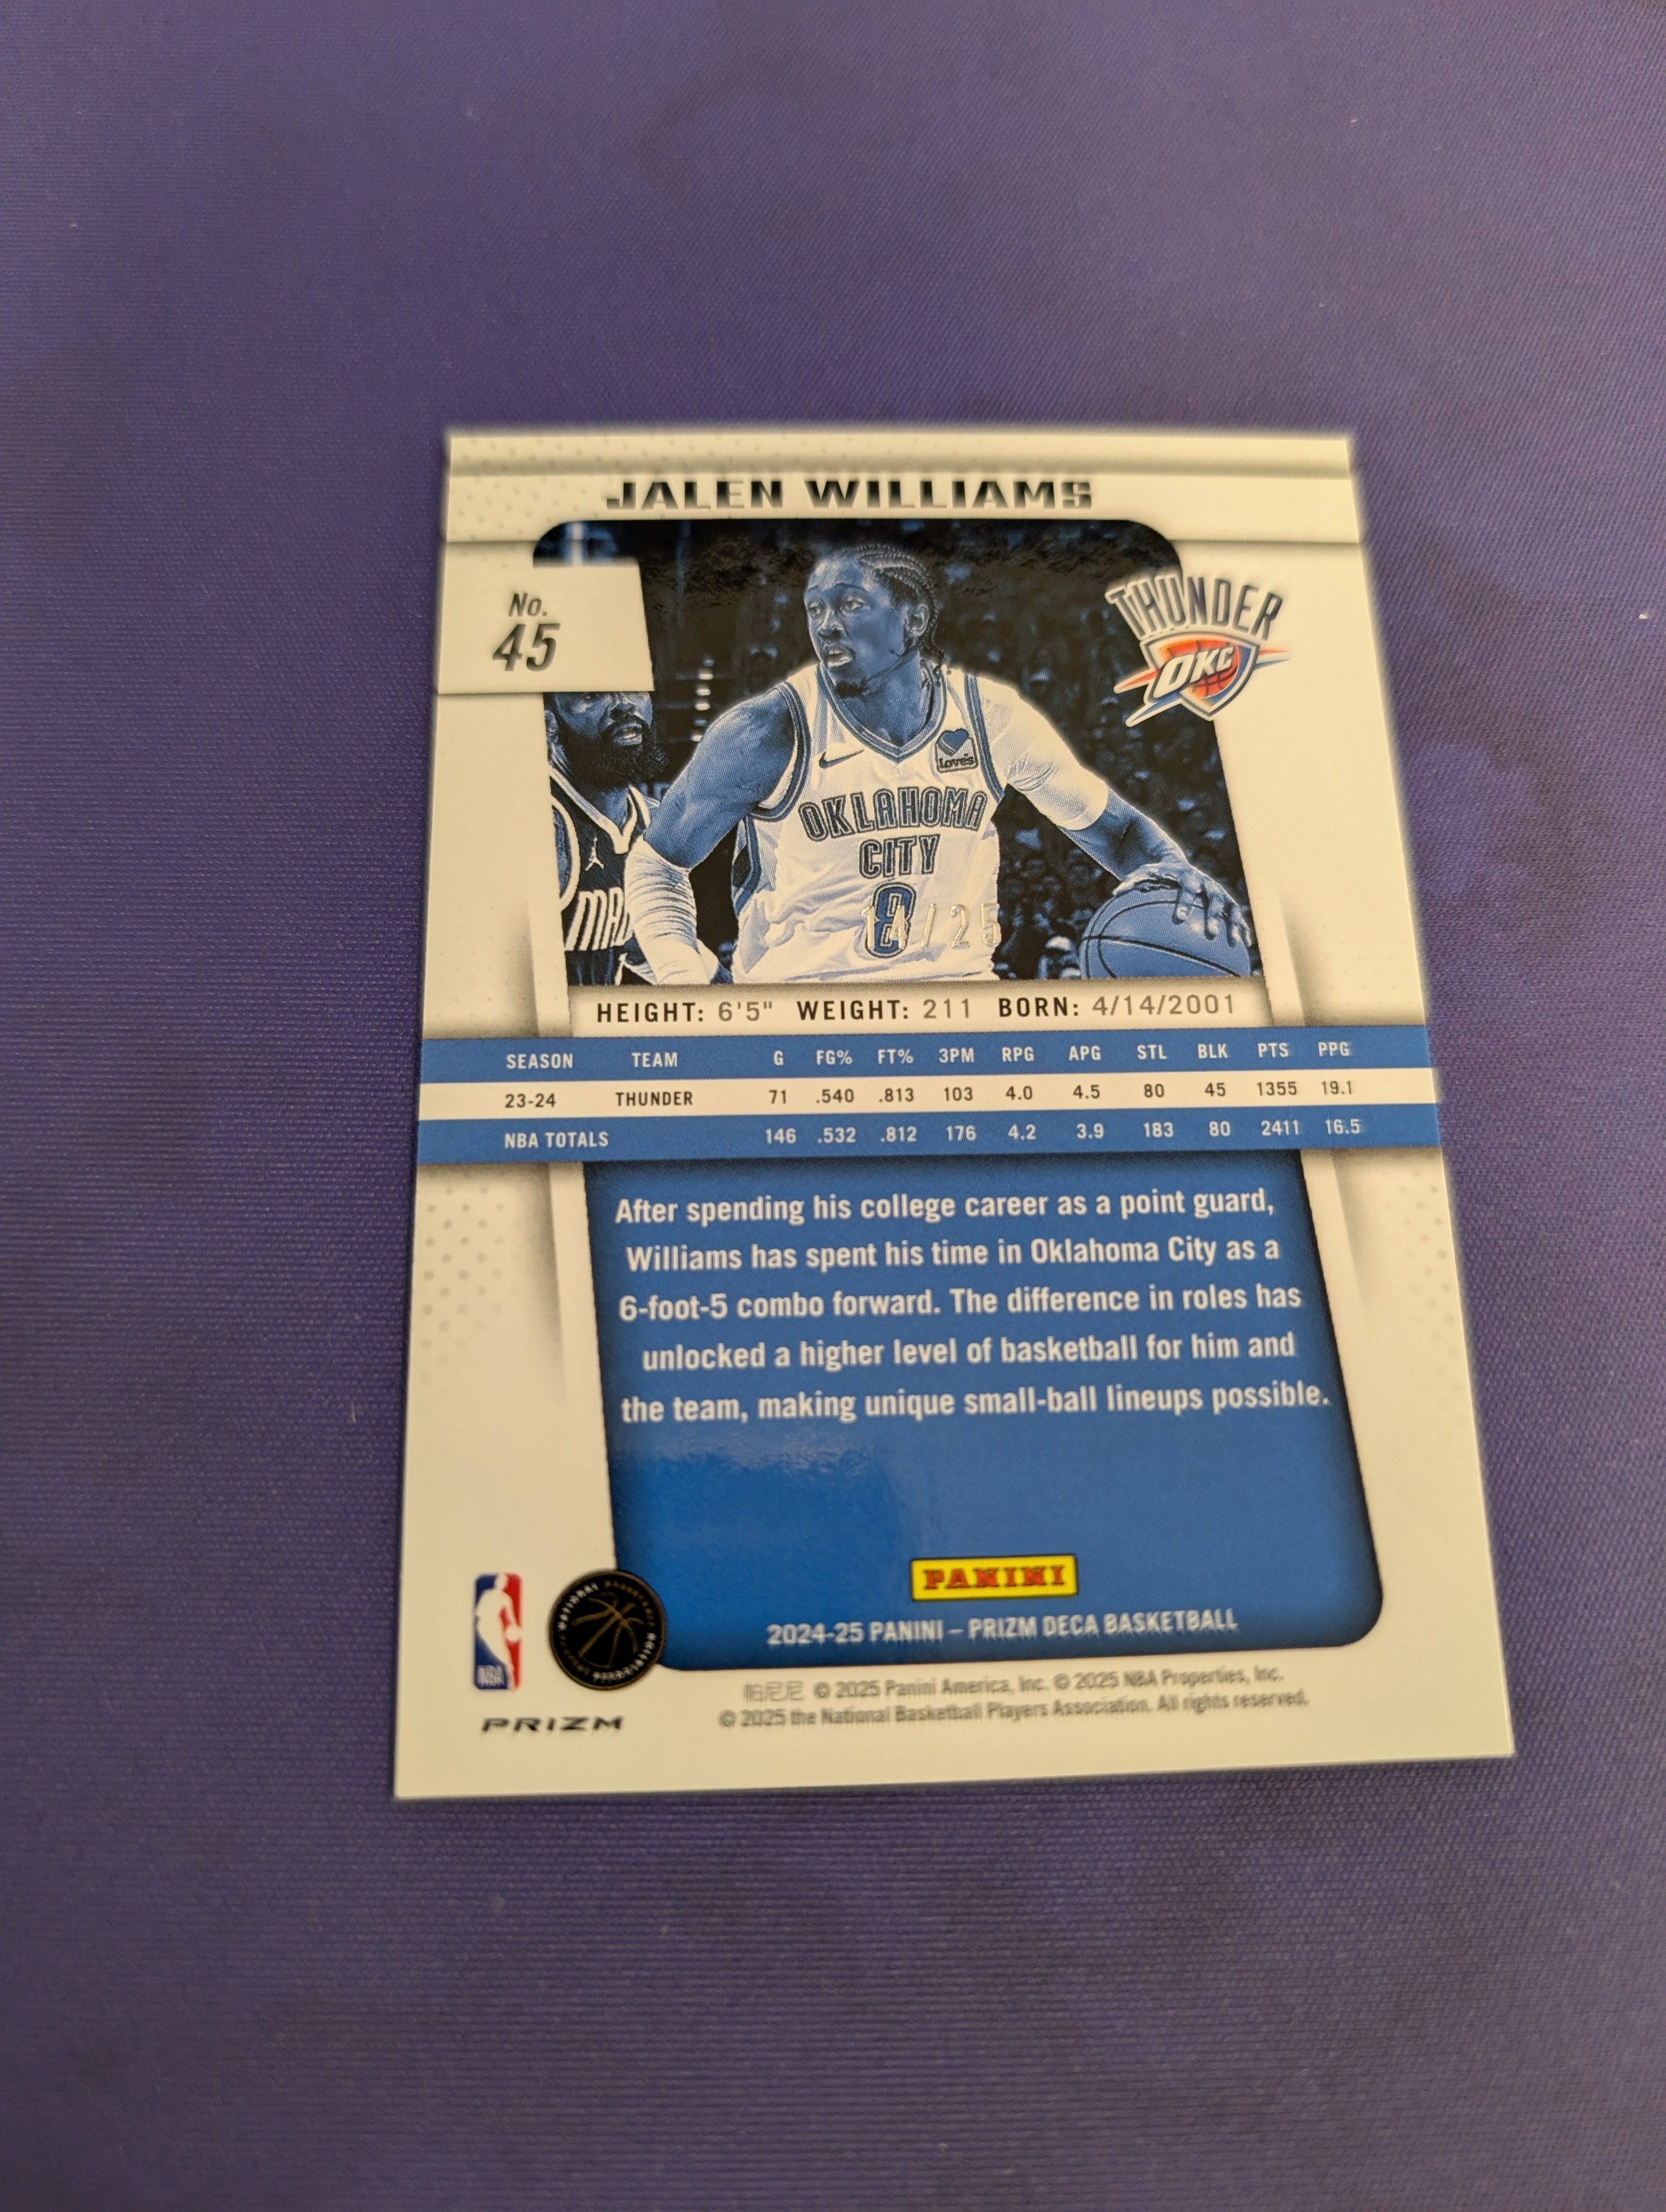 JALEN WILLIAMS
No.
45
THUNDER
OKC
love's
OKLAHOMA
CITY
8
MA
14/25
HEIGHT: 6'5" WEIGHT: 211 BORN: 4/14/2001
SEASON TEAM G FG% FT% 3PM RPG APG STL BLK PTS PPG
23-24 THUNDER 71 .540 .813 103 4.0 4.5 80 45 1355 19.1
NBA TOTALS 146 .532 .812 176 4.2 3.9 183 80 2411 16.5
After spending his college career as a point guard,
Williams has spent his time in Oklahoma City as a
6-foot-5 combo forward. The difference in roles has
unlocked a higher level of basketball for him and
the team, making unique small-ball lineups possible.
PANINI
2024-25 PANINI – PRIZM DECA BASKETBALL
NBA
PRIZM
帕尼尼 © 2025 Panini America, Inc. © 2025 NBA Properties, Inc.
© 2025 the National Basketball Players Association. All rights reserved.